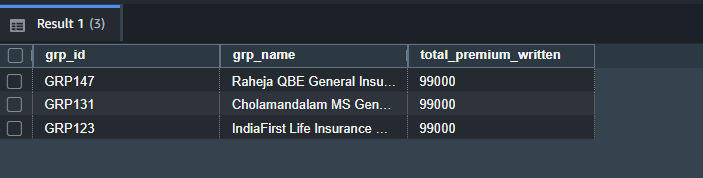 Result 1 (3)
grp_id grp_name total_premium_written
GRP147 Raheja QBE General Insu... 99000
GRP131 Cholamandalam MS Gen... 99000
GRP123 IndiaFirst Life Insurance ... 99000